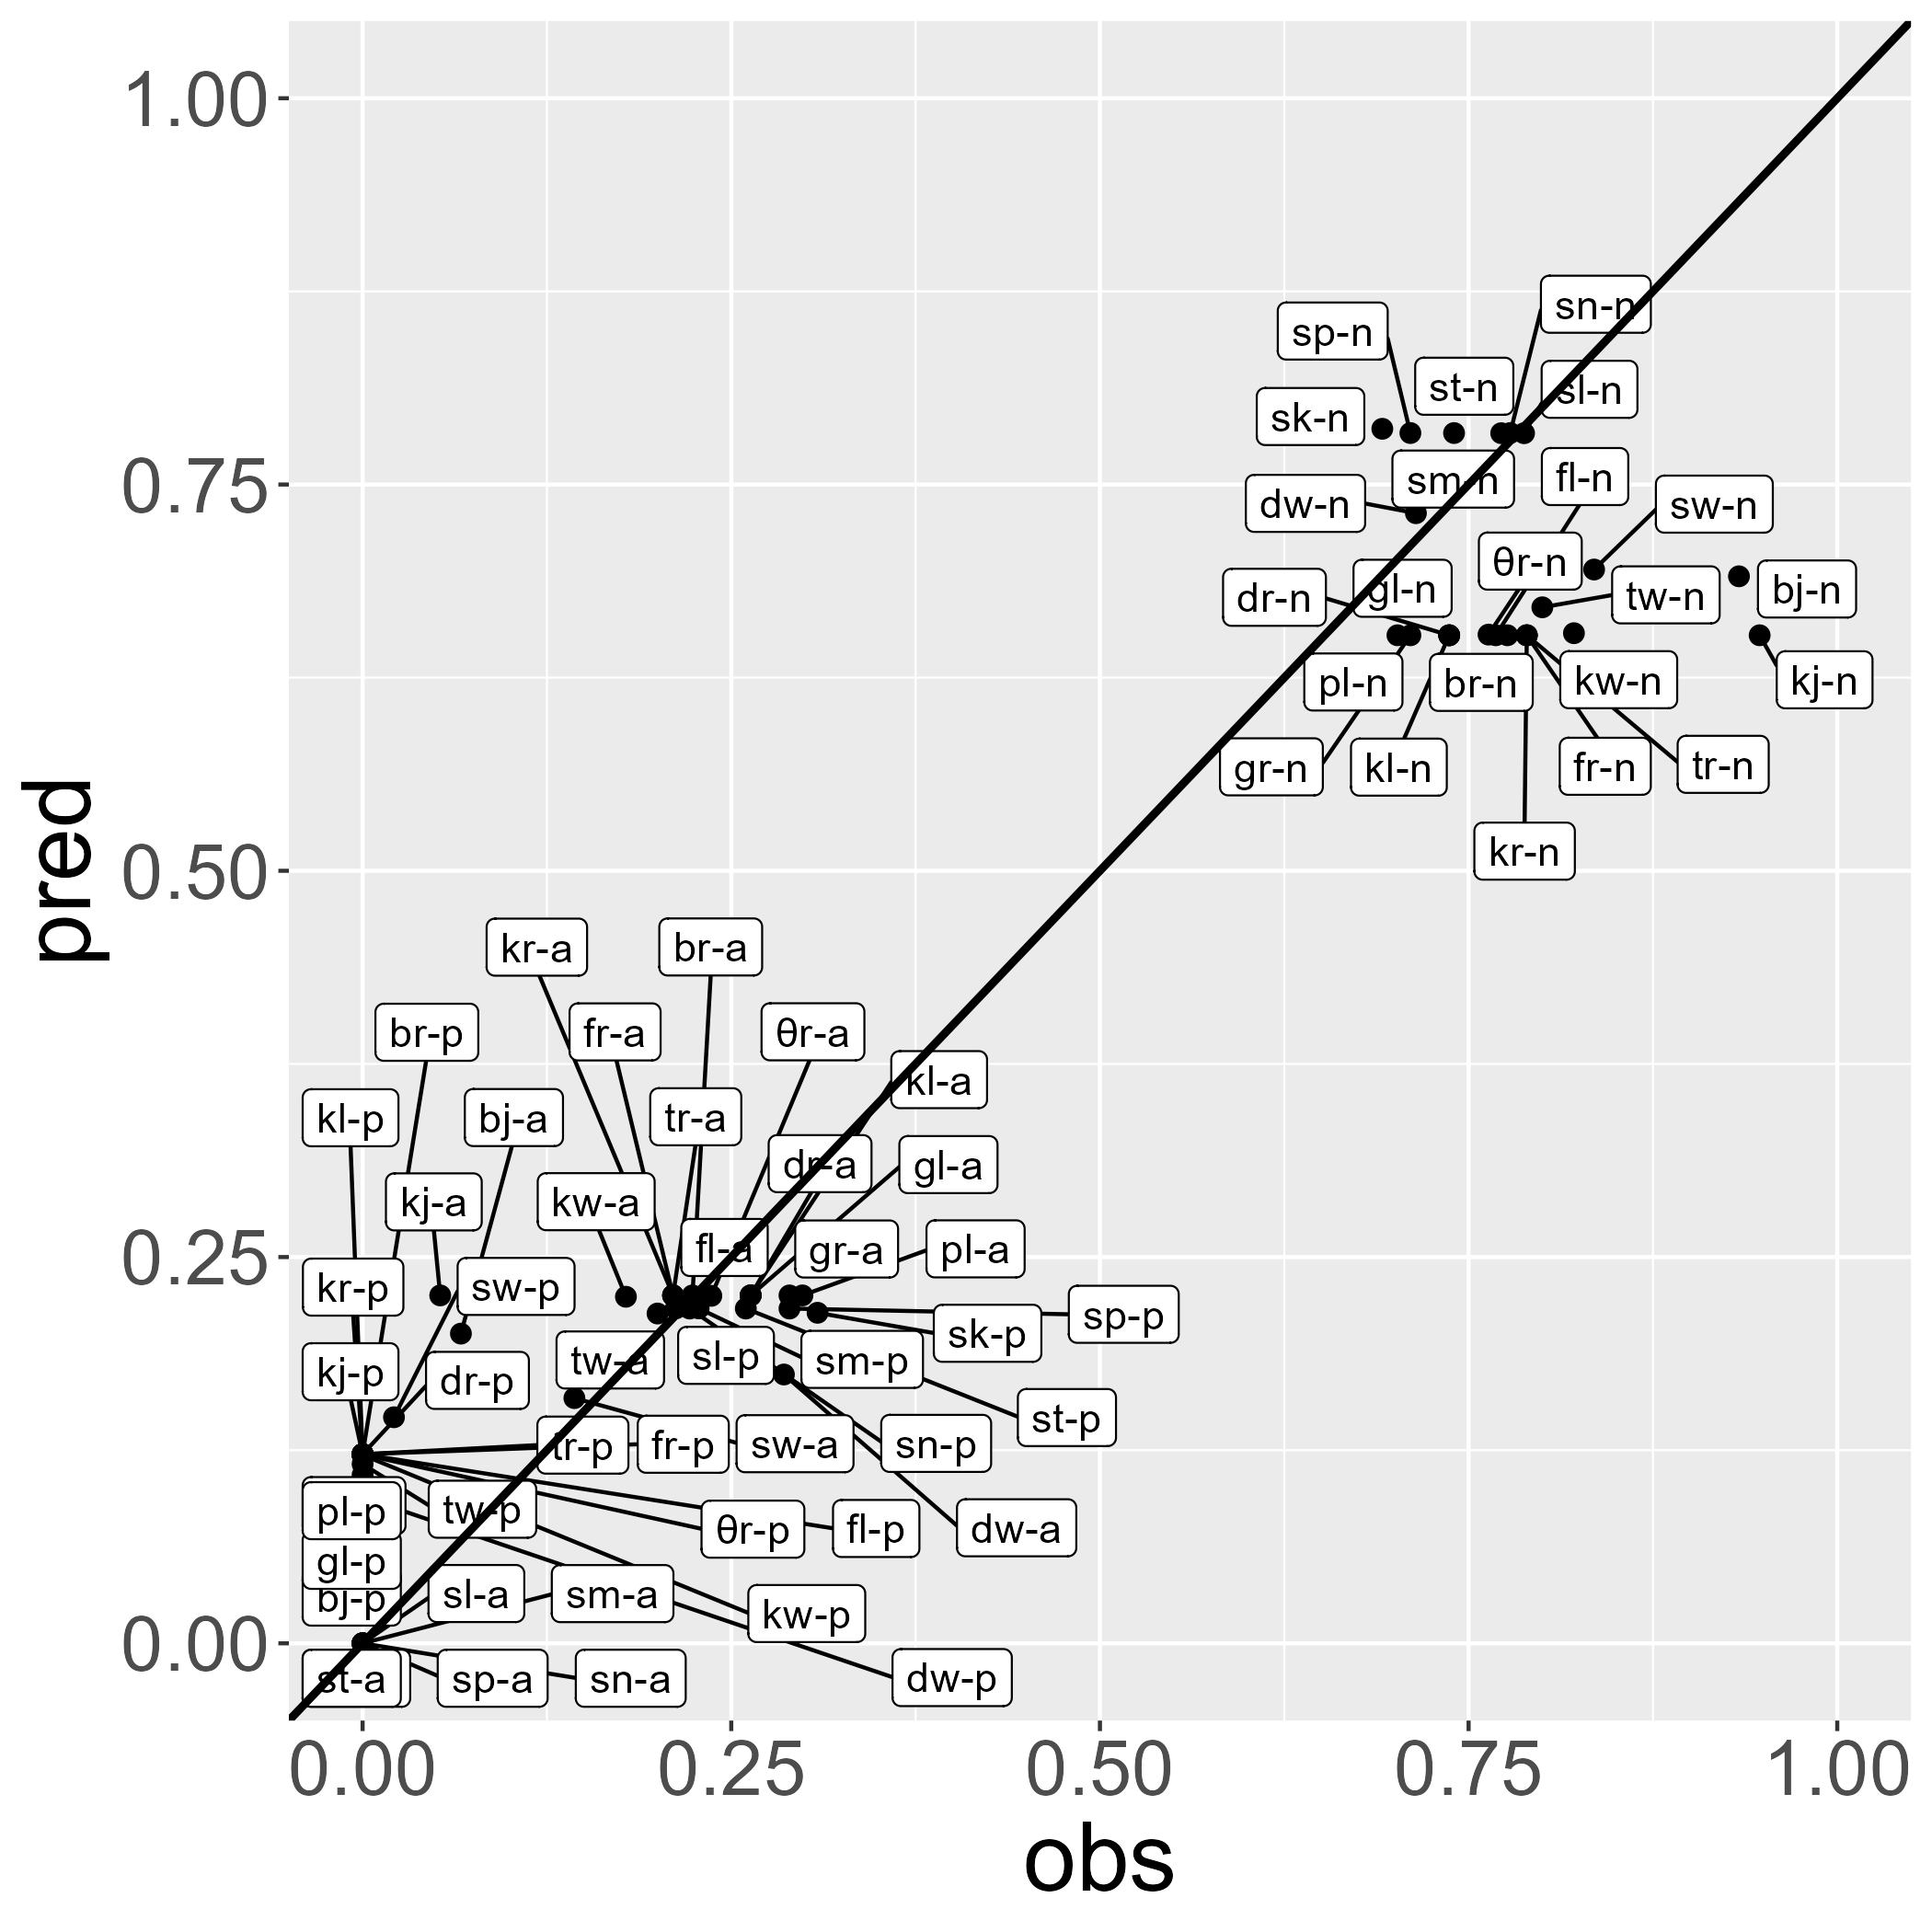 1.00
0.75
0.50
0.25
0.00
pred
sn-n
sp-n
st-n
sl-n
sk-n
sm-n
fl-n
dw-n
sw-n
θr-n
gl-n
bj-n
dr-n
tw-n
pl-n
br-n
kw-n
kj-n
gr-n
kl-n
fr-n
tr-n
kr-n
kr-a
br-a
br-p
fr-a
θr-a
kl-a
kl-p
bj-a
tr-a
dr-a
gl-a
kj-a
kw-a
fl-a
gr-a
pl-a
kr-p
sw-p
sp-p
sk-p
kj-p
dr-p
tw-a
sl-p
sm-p
st-p
tr-p
fr-p
sw-a
sn-p
pl-p
tw-p
θr-p
fl-p
dw-a
gl-p
bj-p
sl-a
sm-a
kw-p
st-a
sp-a
sn-a
dw-p
0.00
0.25
0.50
0.75
1.00
obs